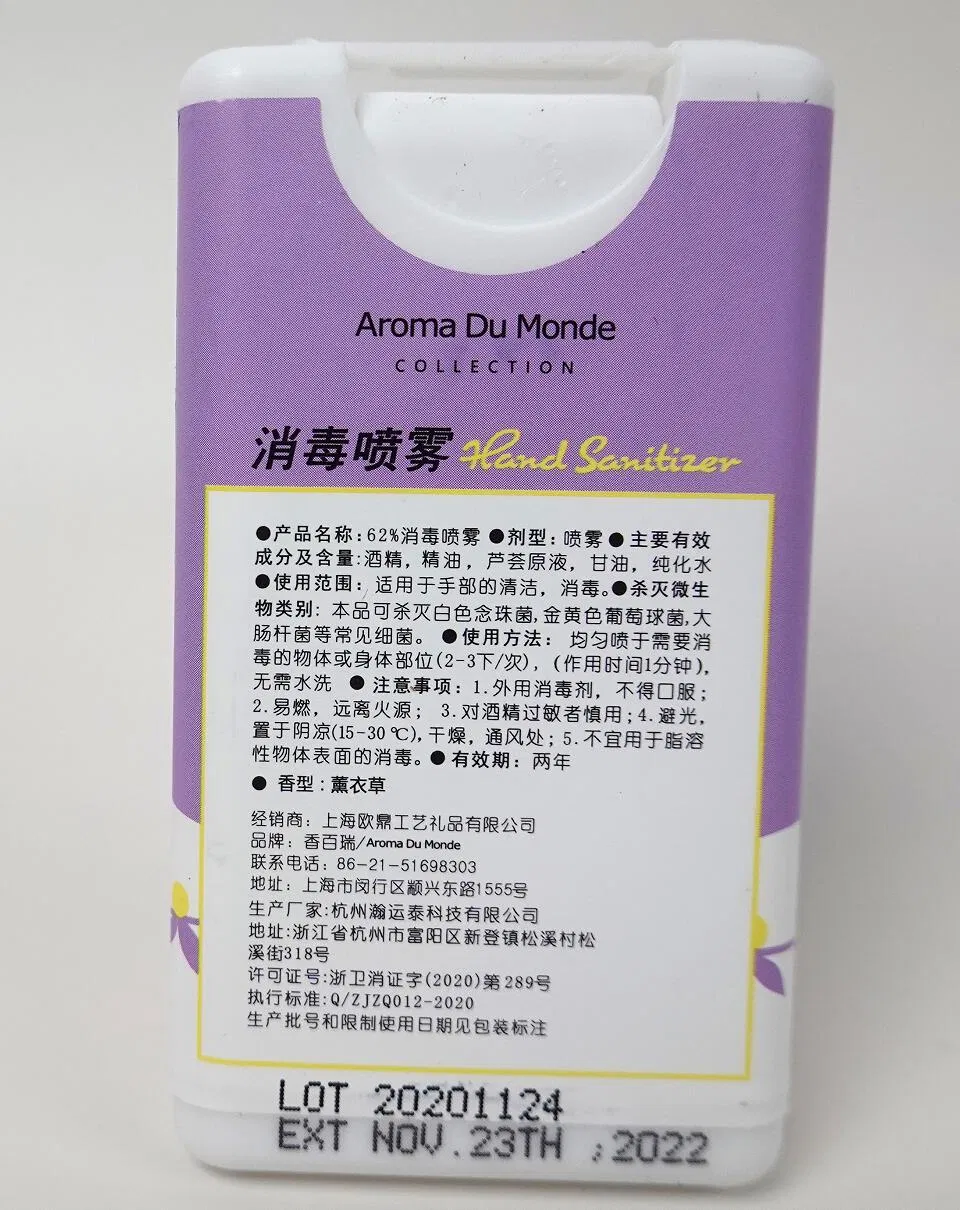 Aroma Du Monde
COLLECTION
消毒喷雾 Hand Sanitizer
●产品名称:62%消毒喷雾 ●剂型:喷雾 ●主要有效
成分及含量:酒精，精油，芦荟原液，甘油，纯化水
●使用范围: 适用于手部的清洁，消毒。●杀灭微生
物类别: 本品可杀灭白色念珠菌,金黄色葡萄球菌,大
肠杆菌等常见细菌。 ●使用方法: 均匀喷于需要消
毒的物体或身体部位(2-3下/次)，(作用时间1分钟),
无需水洗 ●注意事项:1.外用消毒剂，不得口服;
2.易燃，远离火源; 3.对酒精过敏者慎用;4.避光，
置于阴凉(15-30℃),干燥，通风处;5.不宜用于脂溶
性物体表面的消毒。●有效期: 两年
● 香型:薰衣草
经销商: 上海欧鼎工艺礼品有限公司
品牌: 香百瑞/Aroma Du Monde
联系电话: 86-21-51698303
地址: 上海市闵行区颛兴东路1555号
生产厂家:杭州瀚运泰科技有限公司
地址:浙江省杭州市富阳区新登镇松溪村松
溪街318号
许可证号:浙卫消证字(2020)第289号
执行标准:Q/ZJZQ012-2020
生产批号和限制使用日期见包装标注
LOT 20201124
EXT NOV.23TH ;2022